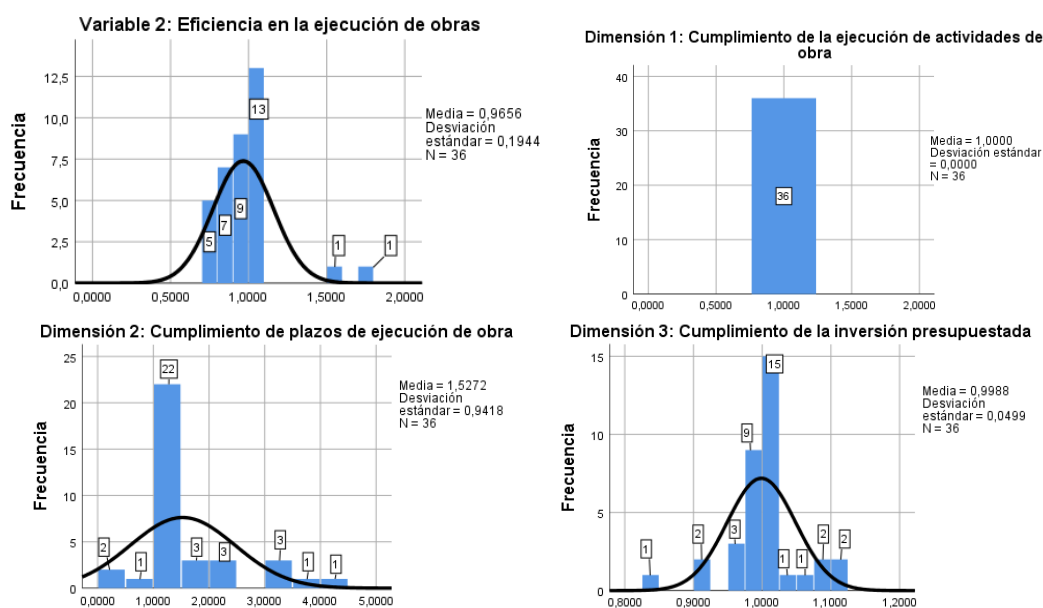 Variable 2: Eficiencia en la ejecución de obras
Frecuencia
12,5
10,0
7,5
5,0
2,5
0,0
5
7
9
13
1
1
0,0000 0,5000 1,0000 1,5000 2,0000
Media = 0,9656
Desviación
estándar = 0,1944
N = 36
Dimensión 1: Cumplimiento de la ejecución de actividades de
obra
Frecuencia
40
30
20
10
0
36
0,0000 0,5000 1,0000 1,5000 2,0000
Media = 1,0000
Desviación estándar
= 0,0000
N = 36
Dimensión 2: Cumplimiento de plazos de ejecución de obra
Frecuencia
25
20
15
10
5
0
2
1
22
3
3
3
1
1
0,0000 1,0000 2,0000 3,0000 4,0000 5,0000
Media = 1,5272
Desviación
estándar = 0,9418
N = 36
Dimensión 3: Cumplimiento de la inversión presupuestada
Frecuencia
15
10
5
0
1
2
3
9
15
1
1
2
2
0,8000 0,9000 1,0000 1,1000 1,2000
Media = 0,9988
Desviación
estándar = 0,0499
N = 36